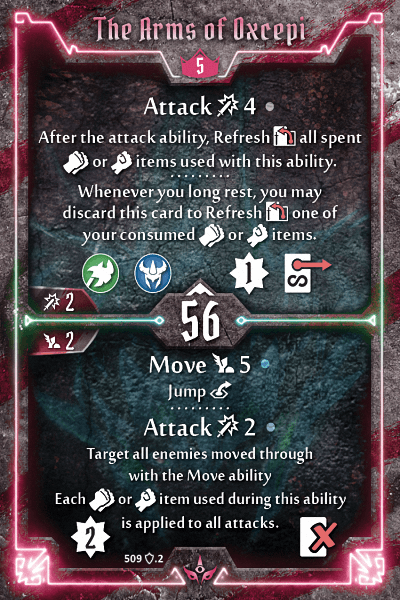 The Arms of Oxcepi
5
Attack 4
After the attack ability, Refresh all spent
or items used with this ability.
Whenever you long rest, you may
discard this card to Refresh one of
your consumed or items.
1
S
2
56
2
Move 5
Jump
Attack 2
Target all enemies moved through
with the Move ability
Each or item used during this ability
is applied to all attacks.
2
509 .2